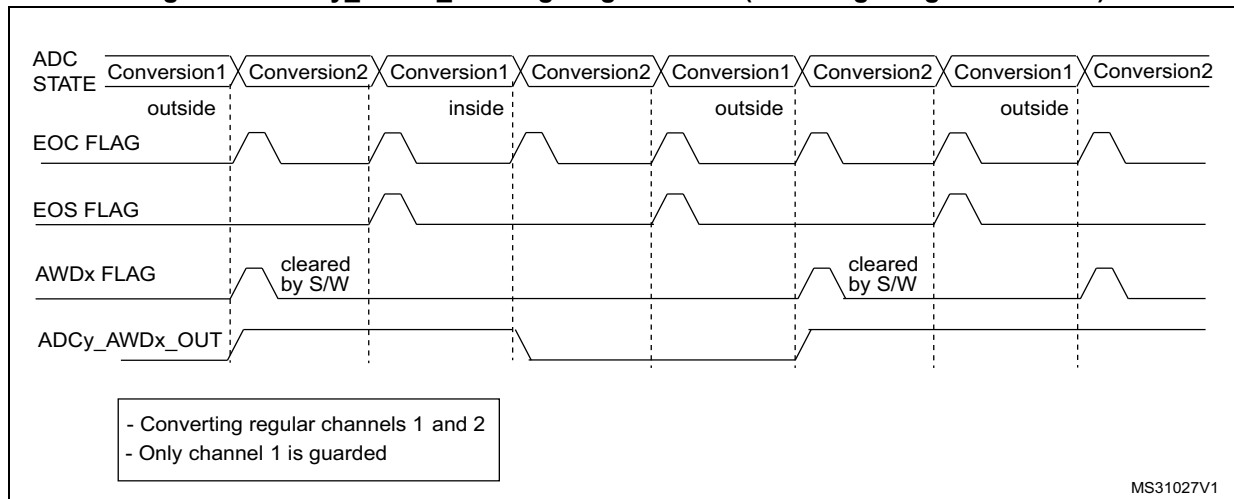 ADC
STATE
Conversion1 Conversion2 Conversion1 Conversion2 Conversion1 Conversion2 Conversion1 Conversion2
outside inside outside outside
EOC FLAG
EOS FLAG
AWDx FLAG
cleared
by S/W
cleared
by S/W
ADCy_AWDx_OUT
- Converting regular channels 1 and 2
- Only channel 1 is guarded
MS31027V1